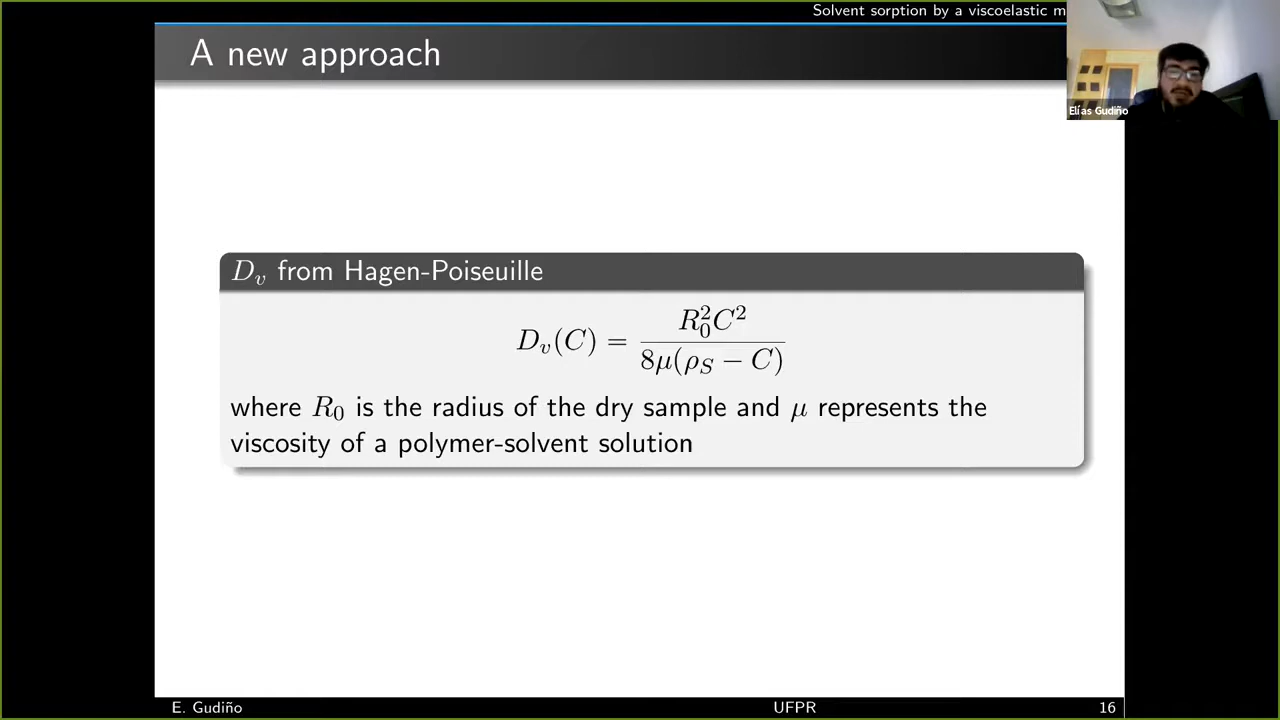 Solvent sorption by a viscoelastic m
A new approach
Elías Gudiño
D_v from Hagen-Poiseuille
D_v(C) = \frac{R_0^2 C^2}{8μ(ρ_S − C)}
where R_0 is the radius of the dry sample and μ represents the
viscosity of a polymer-solvent solution
E. Gudiño
UFPR
16